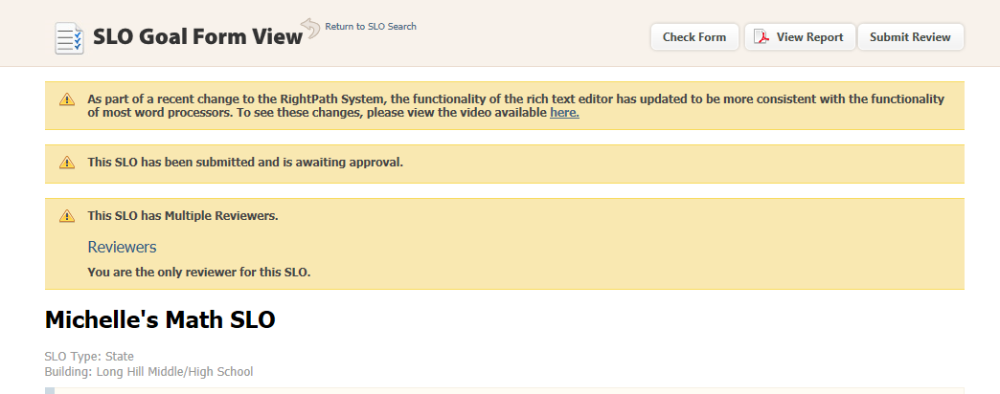 SLO Goal Form View
Return to SLO Search
Check Form
View Report
Submit Review
As part of a recent change to the RightPath System, the functionality of the rich text editor has updated to be more consistent with the functionality
of most word processors. To see these changes, please view the video available here.
This SLO has been submitted and is awaiting approval.
This SLO has Multiple Reviewers.
Reviewers
You are the only reviewer for this SLO.
Michelle's Math SLO
SLO Type: State
Building: Long Hill Middle/High School